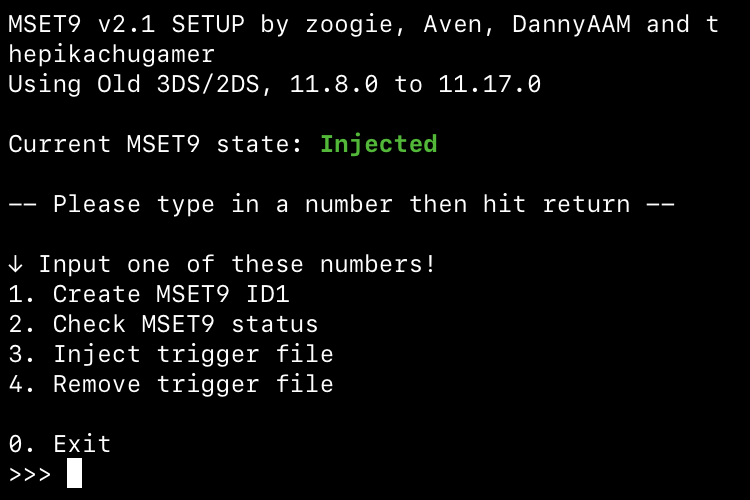 MSET9 v2.1 SETUP by zoogie, Aven, DannyAAM and t
hepikachugamer
Using Old 3DS/2DS, 11.8.0 to 11.17.0
Current MSET9 state: Injected
── Please type in a number then hit return ──
↓ Input one of these numbers!
1. Create MSET9 ID1
2. Check MSET9 status
3. Inject trigger file
4. Remove trigger file
0. Exit
>>>